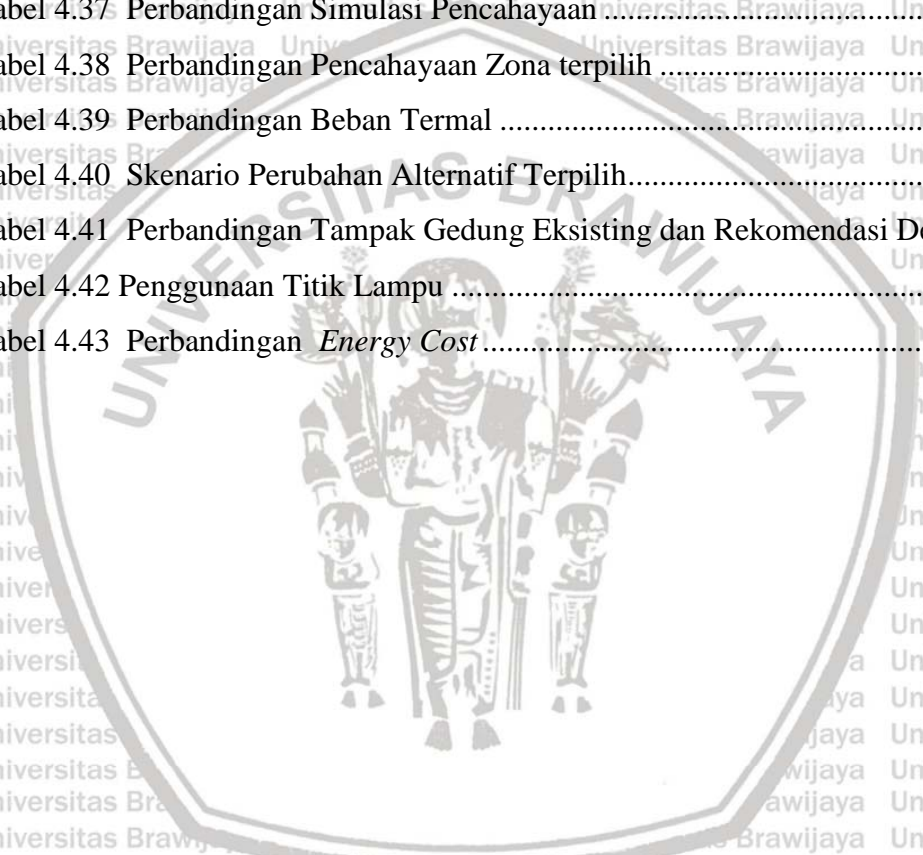 abel 4.37 Perbandingan Simulasi Pencahayaan
abel 4.38 Perbandingan Pencahayaan Zona terpilih
abel 4.39 Perbandingan Beban Termal
abel 4.40 Skenario Perubahan Alternatif Terpilih
abel 4.41 Perbandingan Tampak Gedung Eksisting dan Rekomendasi De
abel 4.42 Penggunaan Titik Lampu
abel 4.43 Perbandingan Energy Cost
UNIVERSITAS BRAWIJAYA